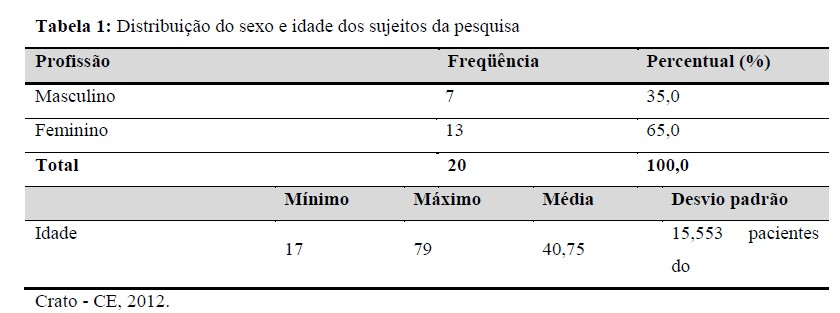 Tabela 1: Distribuição do sexo e idade dos sujeitos da pesquisa
Profissão Freqüência Percentual (%)
Masculino 7 35,0
Feminino 13 65,0
Total 20 100,0
Mínimo Máximo Média Desvio padrão
Idade 17 79 40,75 15,553 pacientes
do
Crato - CE, 2012.